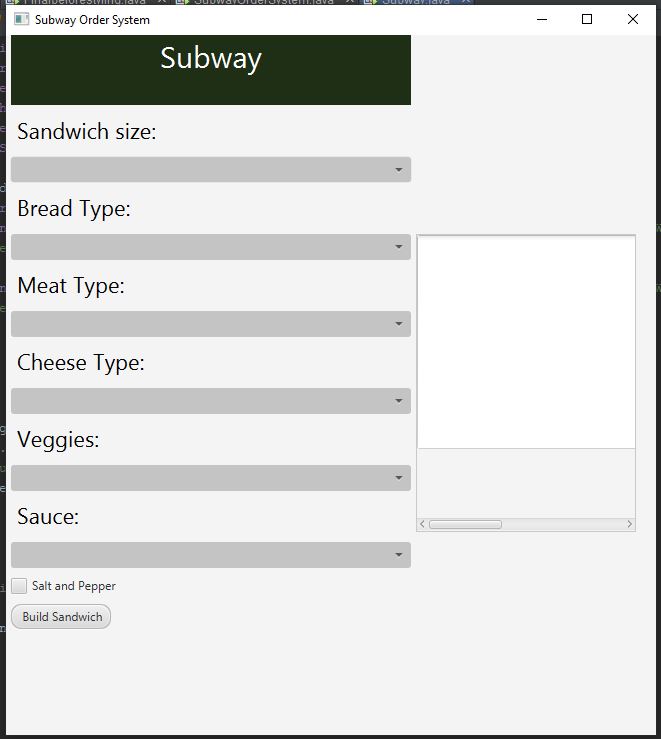 Subway Order System
Subway
Sandwich size:
Bread Type:
Meat Type:
Cheese Type:
Veggies:
Sauce:
Salt and Pepper
Build Sandwich